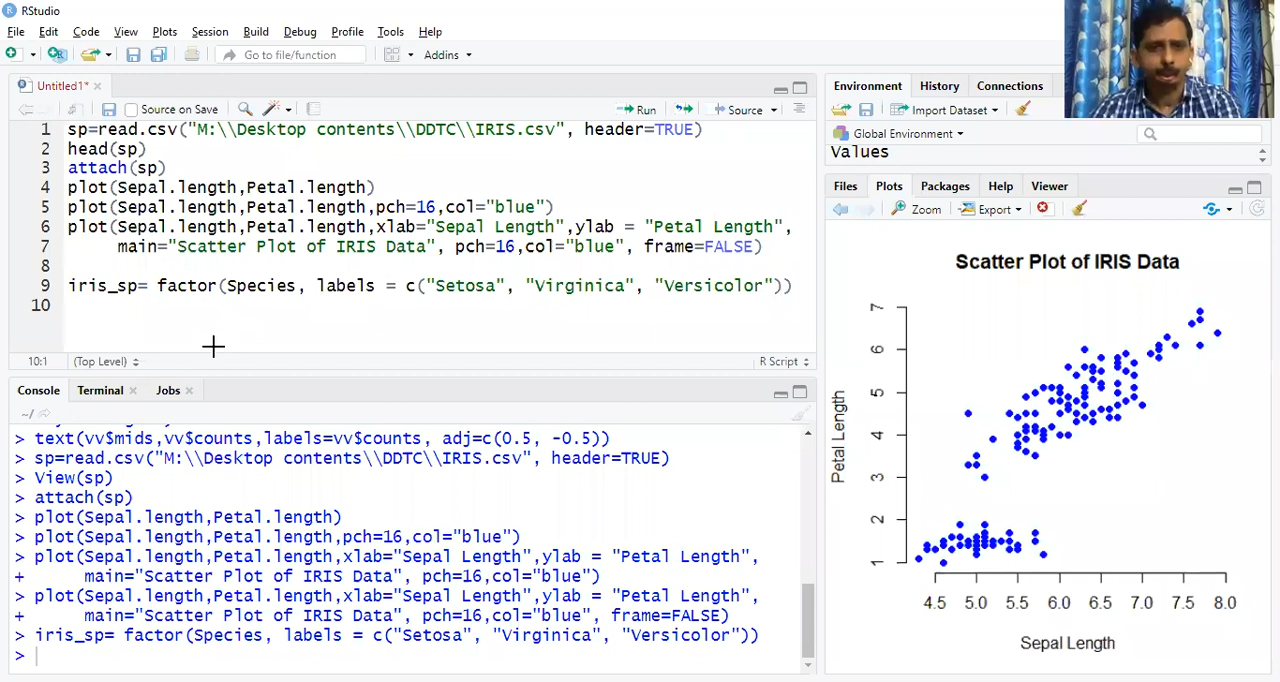 RStudio
File Edit Code View Plots Session Build Debug Profile Tools Help
Go to file/function Addins
Untitled1*
Source on Save Run Source
1 sp=read.csv("M:\\Desktop contents\\DDTC\\IRIS.csv", header=TRUE)
2 head(sp)
3 attach(sp)
4 plot(Sepal.length,Petal.length)
5 plot(Sepal.length,Petal.length,pch=16,col="blue")
6 plot(Sepal.length,Petal.length,xlab="Sepal Length",ylab = "Petal Length",
7 main="Scatter Plot of IRIS Data", pch=16,col="blue", frame=FALSE)
8
9 iris_sp= factor(Species, labels = c("Setosa", "Virginica", "Versicolor"))
10
10:1 (Top Level) R Script
Console Terminal Jobs
~/
> text(vv$mids,vv$counts,labels=vv$counts, adj=c(0.5, -0.5))
> sp=read.csv("M:\\Desktop contents\\DDTC\\IRIS.csv", header=TRUE)
> View(sp)
> attach(sp)
> plot(Sepal.length,Petal.length)
> plot(Sepal.length,Petal.length,pch=16,col="blue")
> plot(Sepal.length,Petal.length,xlab="Sepal Length",ylab = "Petal Length",
+ main="Scatter Plot of IRIS Data", pch=16,col="blue")
> plot(Sepal.length,Petal.length,xlab="Sepal Length",ylab = "Petal Length",
+ main="Scatter Plot of IRIS Data", pch=16,col="blue", frame=FALSE)
> iris_sp= factor(Species, labels = c("Setosa", "Virginica", "Versicolor"))
>
Environment History Connections
Import Dataset
Global Environment
Values
Files Plots Packages Help Viewer
Zoom Export
Scatter Plot of IRIS Data
7
6
5
4
3
2
1
Petal Length
4.5 5.0 5.5 6.0 6.5 7.0 7.5 8.0
Sepal Length